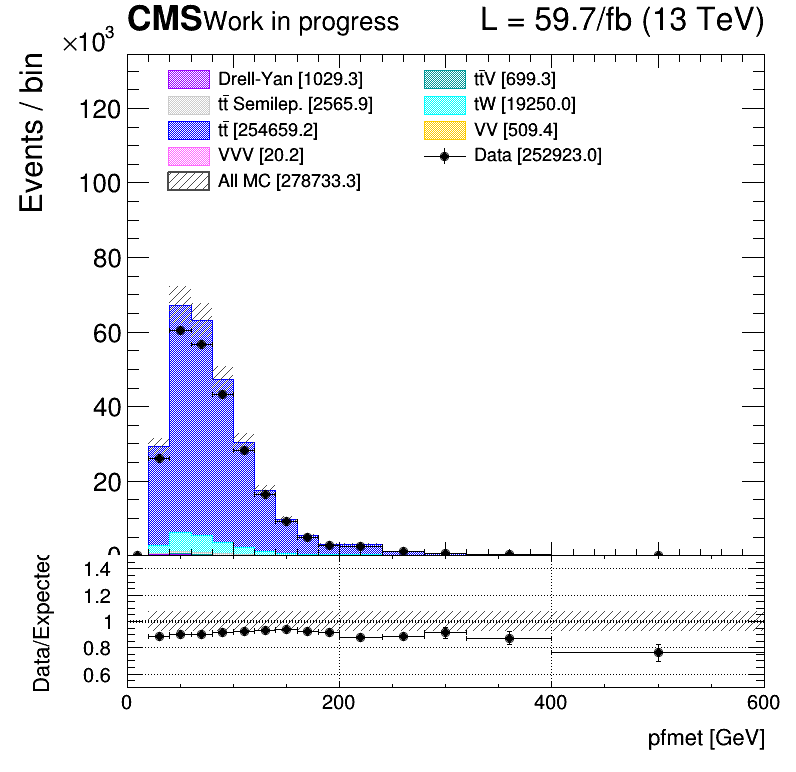 CMS Work in progress L = 59.7/fb (13 TeV)
×10³
Events / bin
Drell-Yan [1029.3]
tt̄ Semilep. [2565.9]
tt̄ [254659.2]
VVV [20.2]
All MC [278733.3]
tt̄V [699.3]
tW [19250.0]
VV [509.4]
Data [252923.0]
120
100
80
60
40
20
0
Data/Expected
1.4
1.2
1
0.8
0.6
0 200 400 600
pfmet [GeV]